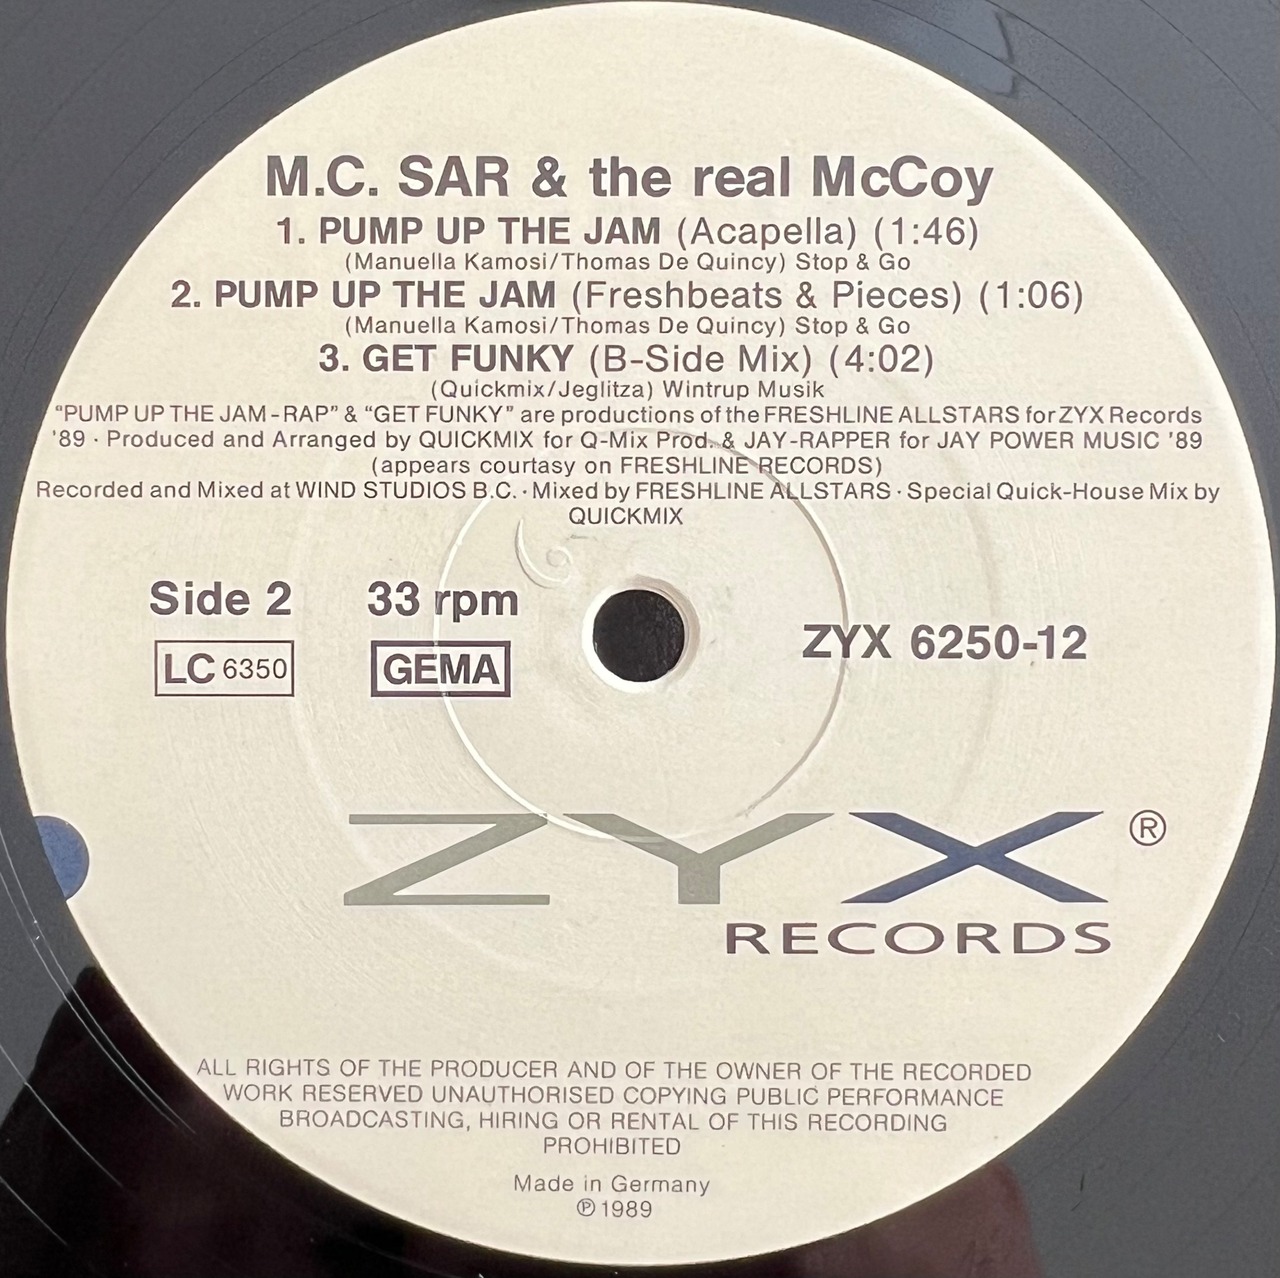 M.C. SAR & the real McCoy
1. PUMP UP THE JAM (Acapella) (1:46)
(Manuella Kamosi/Thomas De Quincy) Stop & Go
2. PUMP UP THE JAM (Freshbeats & Pieces) (1:06)
(Manuella Kamosi/Thomas De Quincy) Stop & Go
3. GET FUNKY (B-Side Mix) (4:02)
(Quickmix/Jeglitza) Wintrup Musik
“PUMP UP THE JAM-RAP” & “GET FUNKY” are productions of the FRESHLINE ALLSTARS for ZYX Records
'89 · Produced and Arranged by QUICKMIX for Q-Mix Prod. & JAY-RAPPER for JAY POWER MUSIC '89
(appears courtesy on FRESHLINE RECORDS)
Recorded and Mixed at WIND STUDIOS B.C. · Mixed by FRESHLINE ALLSTARS · Special Quick-House Mix by
QUICKMIX
Side 2 33 rpm
ZYX 6250-12
LC 6350 GEMA
ZYX ®
RECORDS
ALL RIGHTS OF THE PRODUCER AND OF THE OWNER OF THE RECORDED
WORK RESERVED UNAUTHORISED COPYING PUBLIC PERFORMANCE
BROADCASTING, HIRING OR RENTAL OF THIS RECORDING
PROHIBITED
Made in Germany
℗ 1989